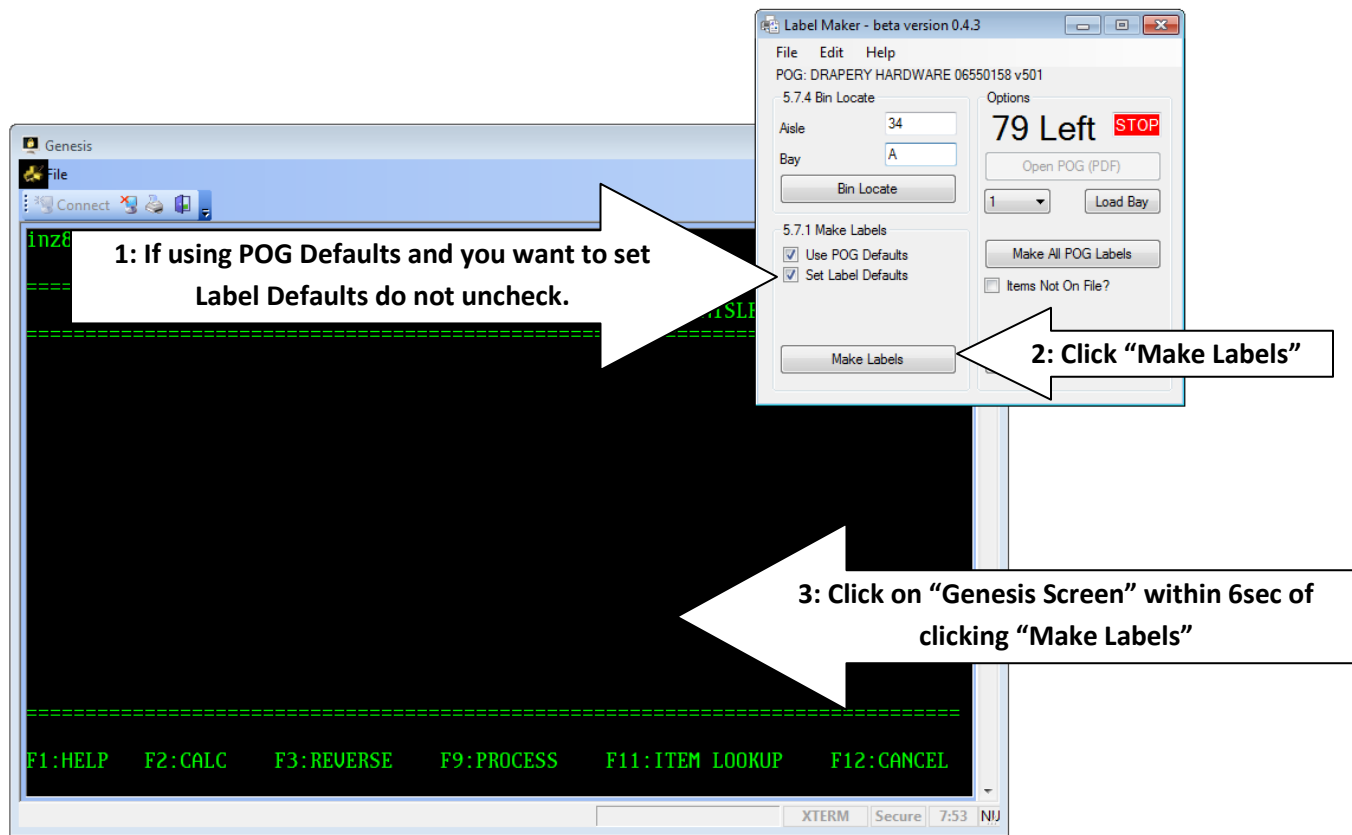 Label Maker - beta version 0.4.3
File Edit Help
POG: DRAPERY HARDWARE 06550158 v501
5.7.4 Bin Locate
Aisle 34
Bay A
Bin Locate
5.7.1 Make Labels
Use POG Defaults
Set Label Defaults
Make Labels
Options
79 Left STOP
Open POG (PDF)
1 Load Bay
Make All POG Labels
Items Not On File?
Genesis
File
Connect
1: If using POG Defaults and you want to set
Label Defaults do not uncheck.
2: Click “Make Labels”
3: Click on “Genesis Screen” within 6sec of
clicking “Make Labels”
================================================
F1:HELP F2:CALC F3:REVERSE F9:PROCESS F11:ITEM LOOKUP F12:CANCEL
XTERM Secure 7:53